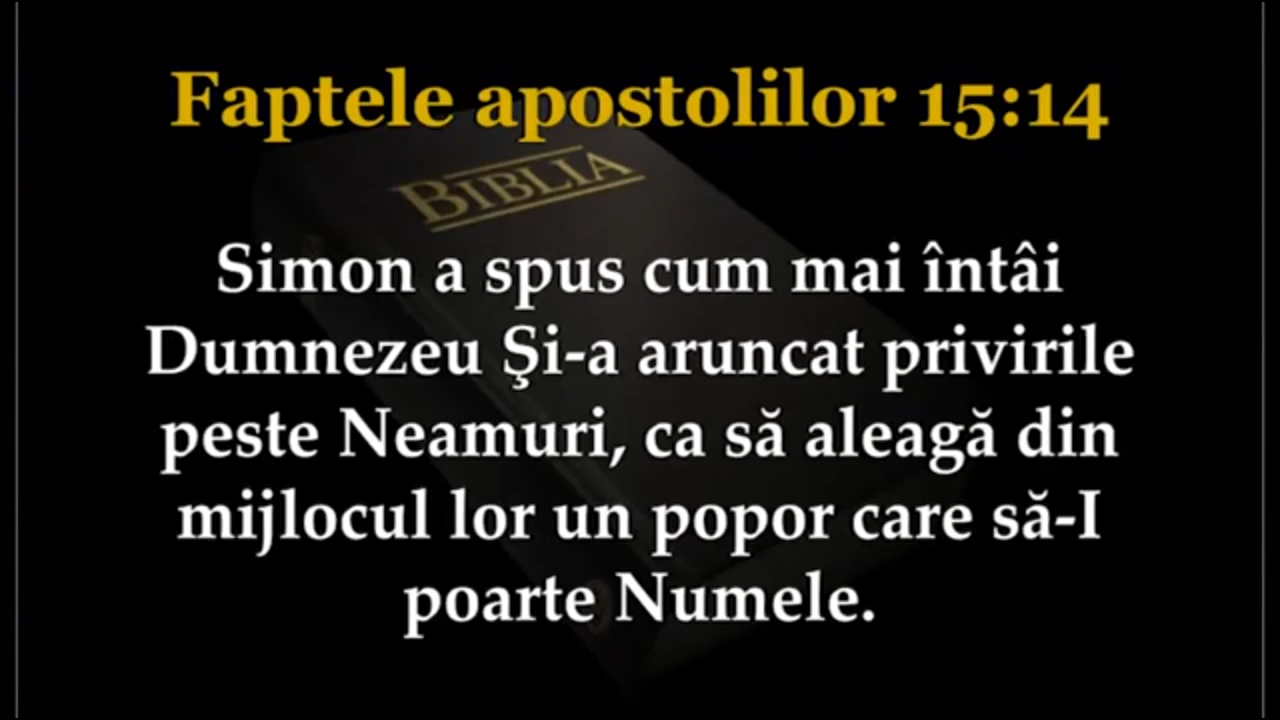 Faptele apostolilor 15:14
BIBLIA
Simon a spus cum mai întâi
Dumnezeu Şi-a aruncat privirile
peste Neamuri, ca să aleagă din
mijlocul lor un popor care să-I
poarte Numele.